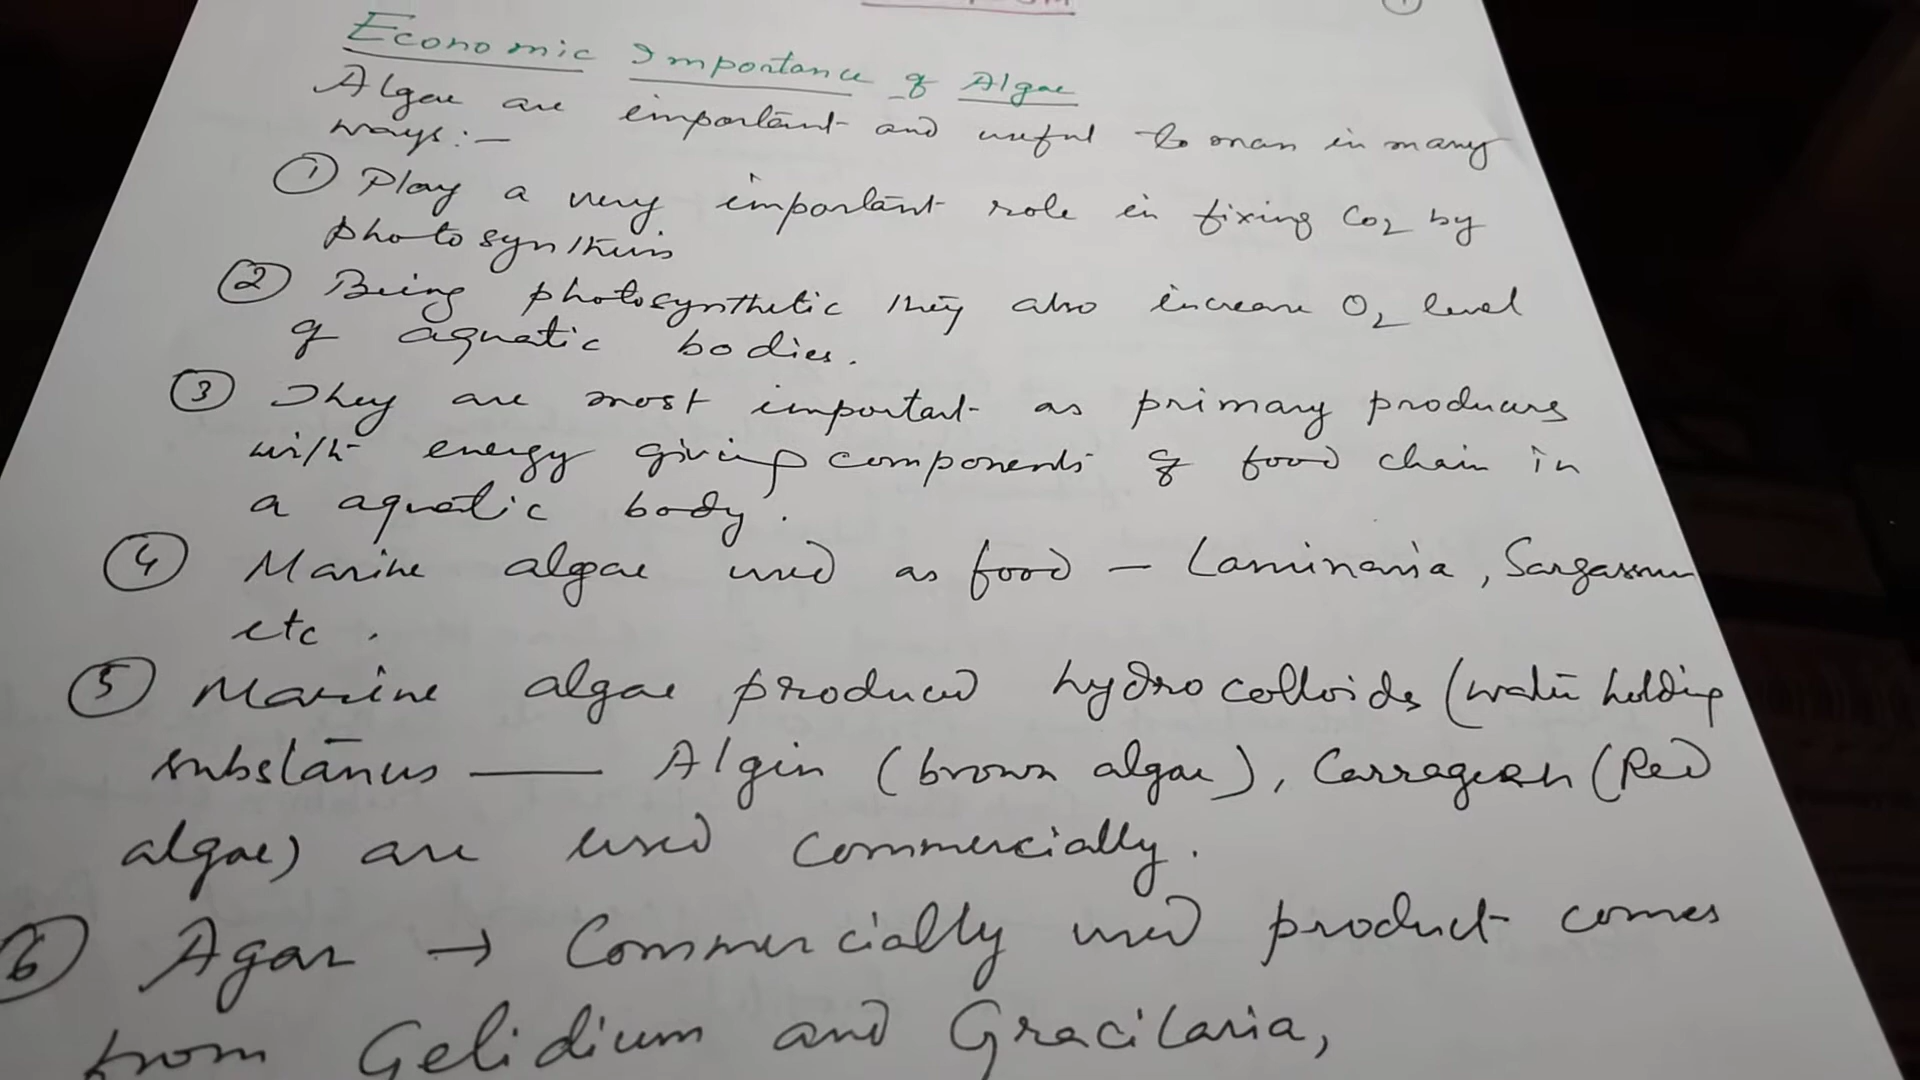 Economic Importance of Algae
Algae are important and useful to man in many
ways:-
① Play a very important role in fixing CO2 by
photosynthesis
② Being photosynthetic they also increase O2 level
of aquatic bodies.
③ They are most important as primary producers
with energy giving components of food chain in
a aquatic body.
④ Marine algae used as food - Laminaria, Sargassum
etc.
⑤ Marine algae produced hydrocolloids (water holding
substances — Algin (brown algae), Carrageen (Red
algae) are used commercially.
⑥ Agar → Commercially used product comes
from Gelidium and Gracilaria,